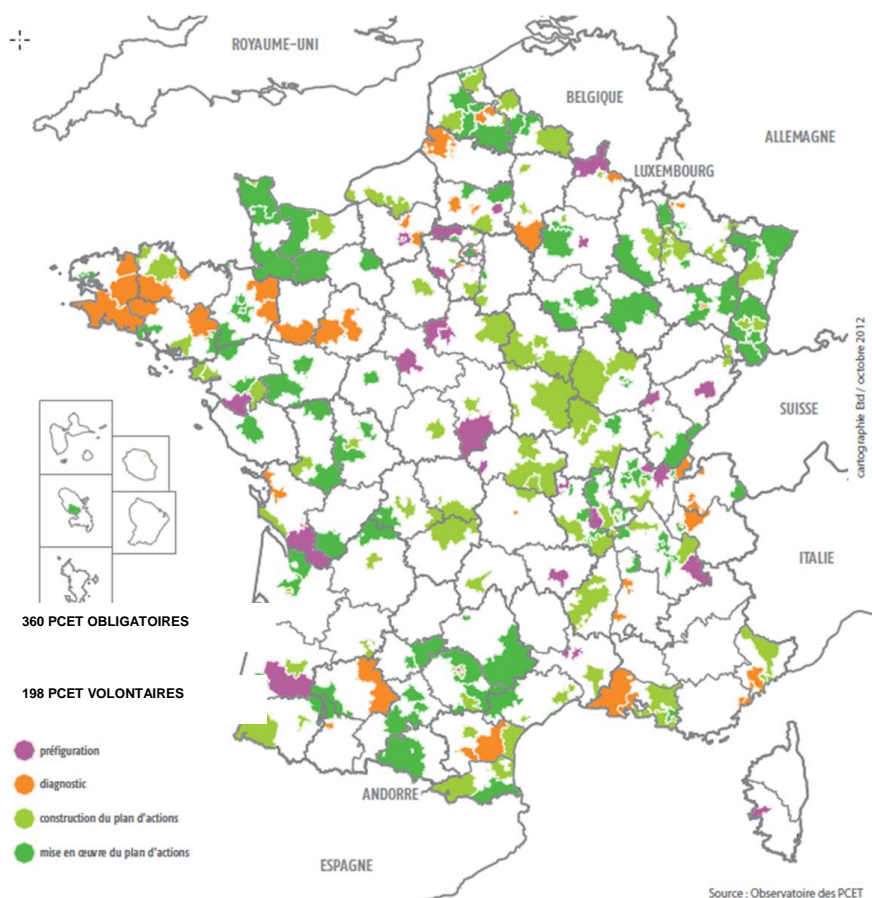 ROYAUME-UNI
BELGIQUE
ALLEMAGNE
LUXEMBOURG
cartographie Etd / octobre 2012
SUISSE
ITALIE
360 PCET OBLIGATOIRES
198 PCET VOLONTAIRES
préfiguration
diagnostic
construction du plan d'actions
mise en œuvre du plan d'actions
ANDORRE
ESPAGNE
Source : Observatoire des PCET